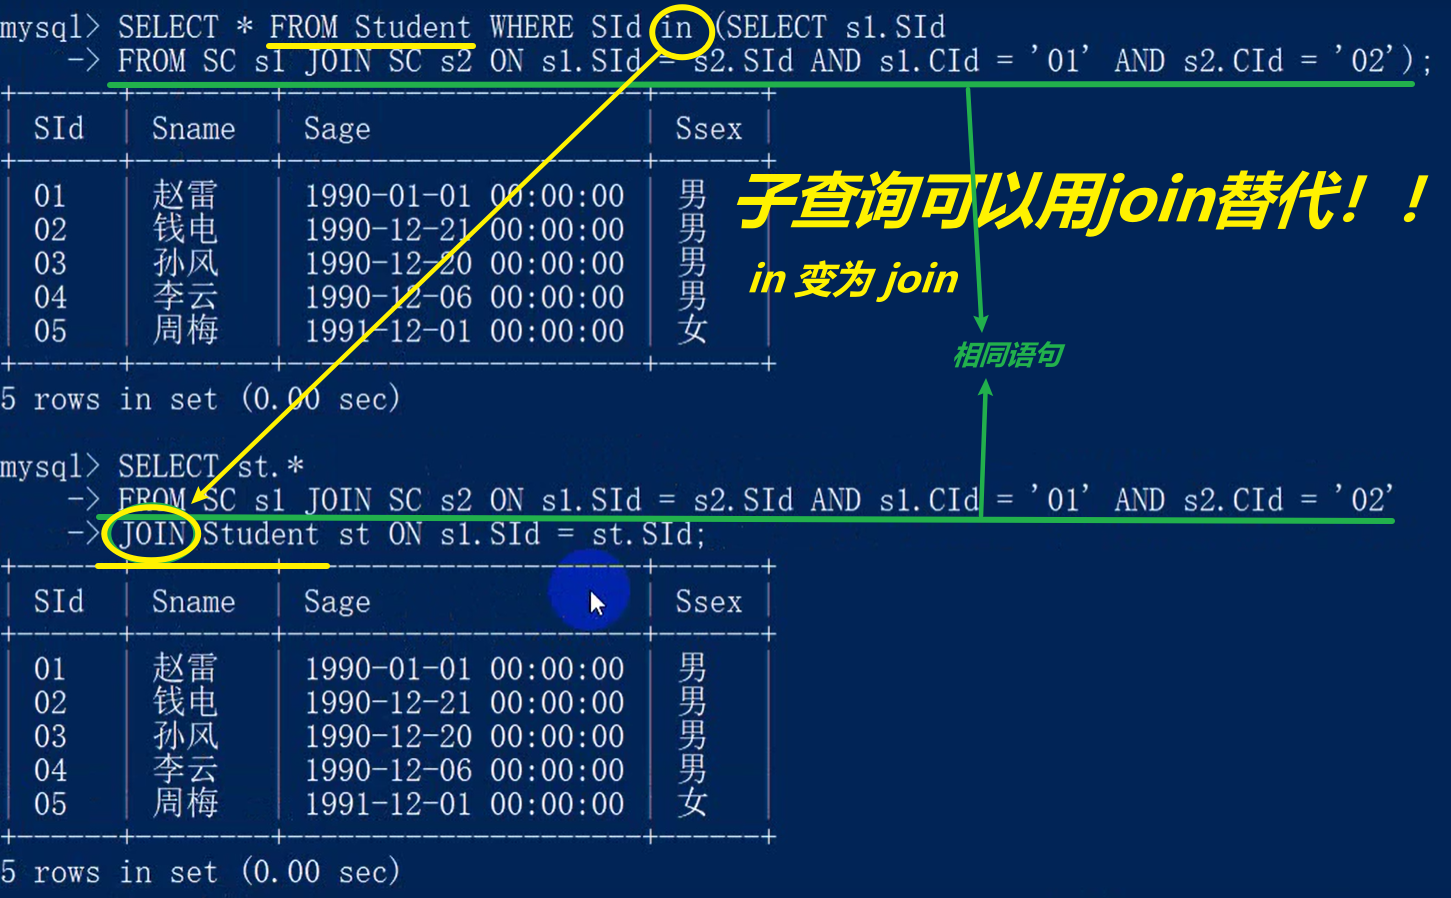 mysql> SELECT * FROM Student WHERE SId in (SELECT s1.SId
    -> FROM SC s1 JOIN SC s2 ON s1.SId = s2.SId AND s1.CId = '01' AND s2.CId = '02');
SId Sname Sage Ssex
01 赵雷 1990-01-01 00:00:00 男
02 钱电 1990-12-21 00:00:00 男
03 孙风 1990-12-20 00:00:00 男
04 李云 1990-12-06 00:00:00 男
05 周梅 1991-12-01 00:00:00 女
子查询可以用join替代！！
in 变为 join
相同语句
5 rows in set (0.00 sec)
mysql> SELECT st.*
    -> FROM SC s1 JOIN SC s2 ON s1.SId = s2.SId AND s1.CId = '01' AND s2.CId = '02'
    -> JOIN Student st ON s1.SId = st.SId;
SId Sname Sage Ssex
01 赵雷 1990-01-01 00:00:00 男
02 钱电 1990-12-21 00:00:00 男
03 孙风 1990-12-20 00:00:00 男
04 李云 1990-12-06 00:00:00 男
05 周梅 1991-12-01 00:00:00 女
5 rows in set (0.00 sec)